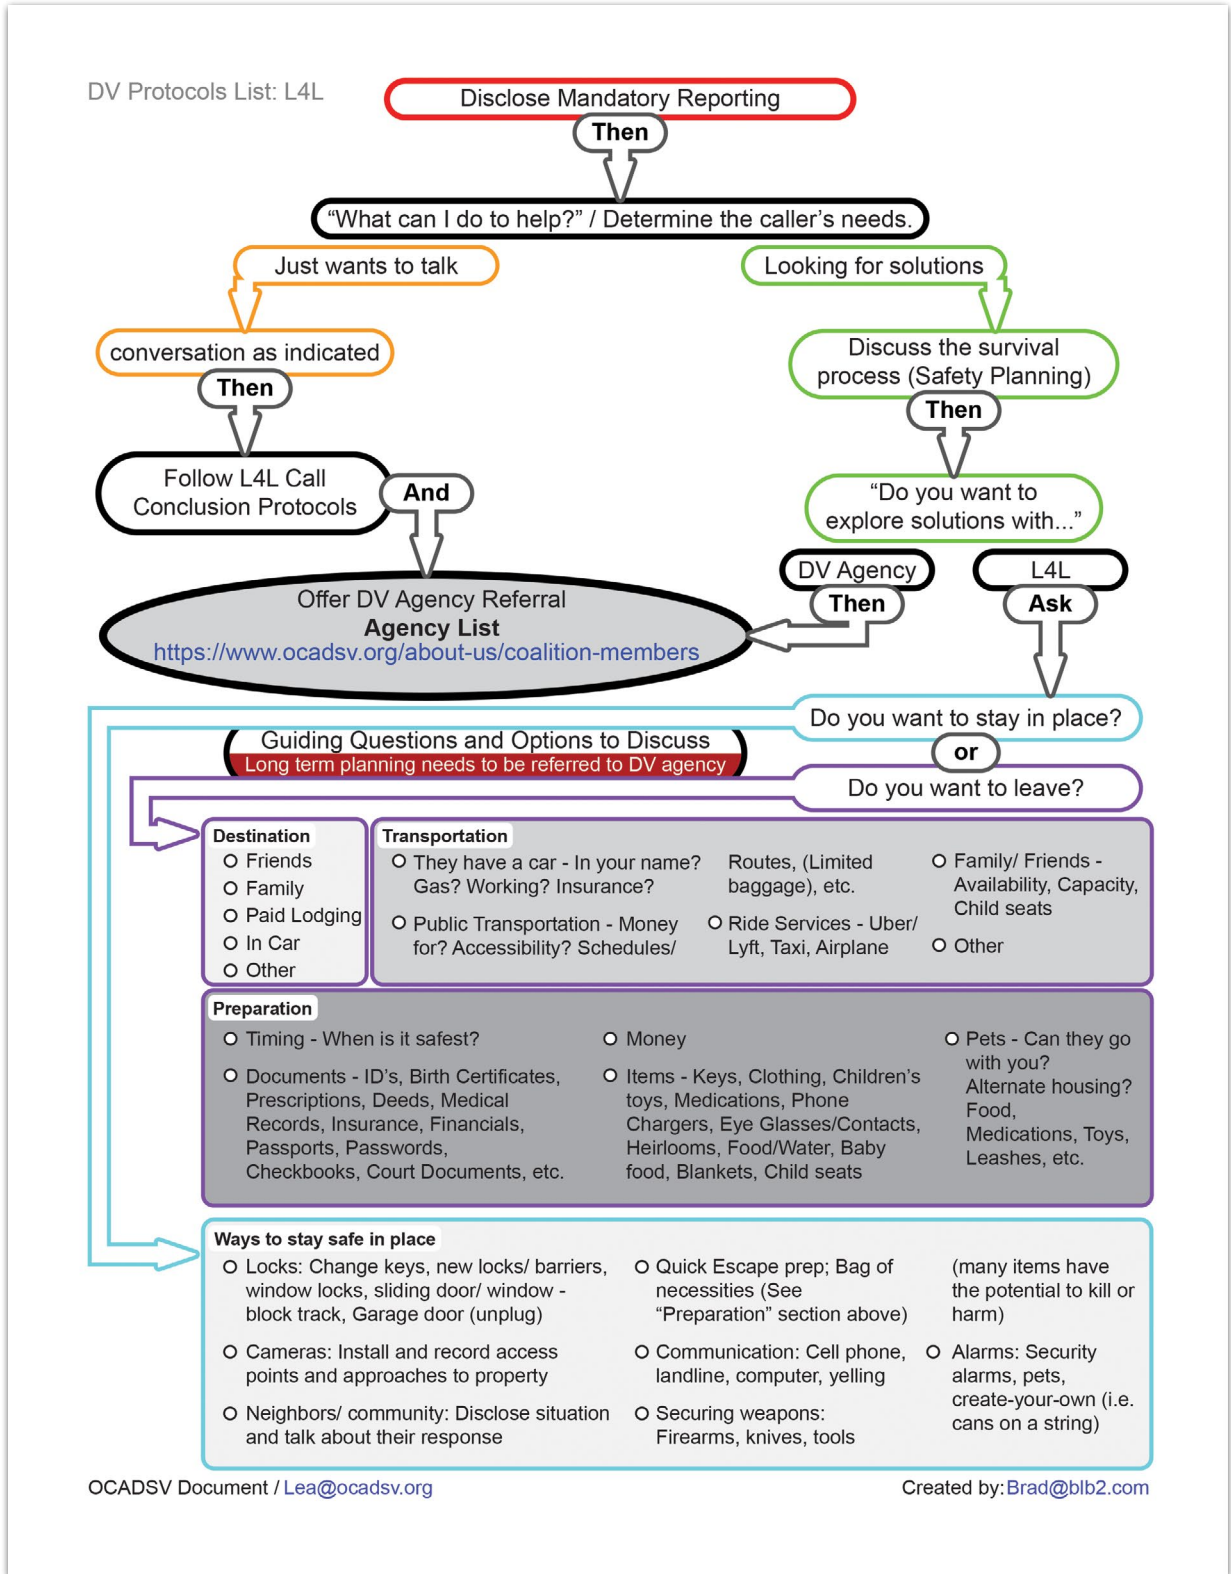 DV Protocols List: L4L
Disclose Mandatory Reporting
Then
“What can I do to help?” / Determine the caller’s needs.
Just wants to talk
conversation as indicated
Then
Follow L4L Call
Conclusion Protocols
And
Looking for solutions
Discuss the survival
process (Safety Planning)
Then
“Do you want to
explore solutions with...”
DV Agency
Then
L4L
Ask
Offer DV Agency Referral
Agency List
https://www.ocadsv.org/about-us/coalition-members
Do you want to stay in place?
or
Do you want to leave?
Guiding Questions and Options to Discuss
Long term planning needs to be referred to DV agency
Destination
Friends
Family
Paid Lodging
In Car
Other
Transportation
They have a car - In your name?
Gas? Working? Insurance?
Public Transportation - Money
for? Accessibility? Schedules/
Routes, (Limited
baggage), etc.
Ride Services - Uber/
Lyft, Taxi, Airplane
Family/ Friends -
Availability, Capacity,
Child seats
Other
Preparation
Timing - When is it safest?
Documents - ID’s, Birth Certificates,
Prescriptions, Deeds, Medical
Records, Insurance, Financials,
Passports, Passwords,
Checkbooks, Court Documents, etc.
Money
Items - Keys, Clothing, Children’s
toys, Medications, Phone
Chargers, Eye Glasses/Contacts,
Heirlooms, Food/Water, Baby
food, Blankets, Child seats
Pets - Can they go
with you?
Alternate housing?
Food,
Medications, Toys,
Leashes, etc.
Ways to stay safe in place
Locks: Change keys, new locks/ barriers,
window locks, sliding door/ window -
block track, Garage door (unplug)
Cameras: Install and record access
points and approaches to property
Neighbors/ community: Disclose situation
and talk about their response
Quick Escape prep; Bag of
necessities (See
“Preparation” section above)
Communication: Cell phone,
landline, computer, yelling
Securing weapons:
Firearms, knives, tools
(many items have
the potential to kill or
harm)
Alarms: Security
alarms, pets,
create-your-own (i.e.
cans on a string)
OCADSV Document / Lea@ocadsv.org
Created by: Brad@blb2.com